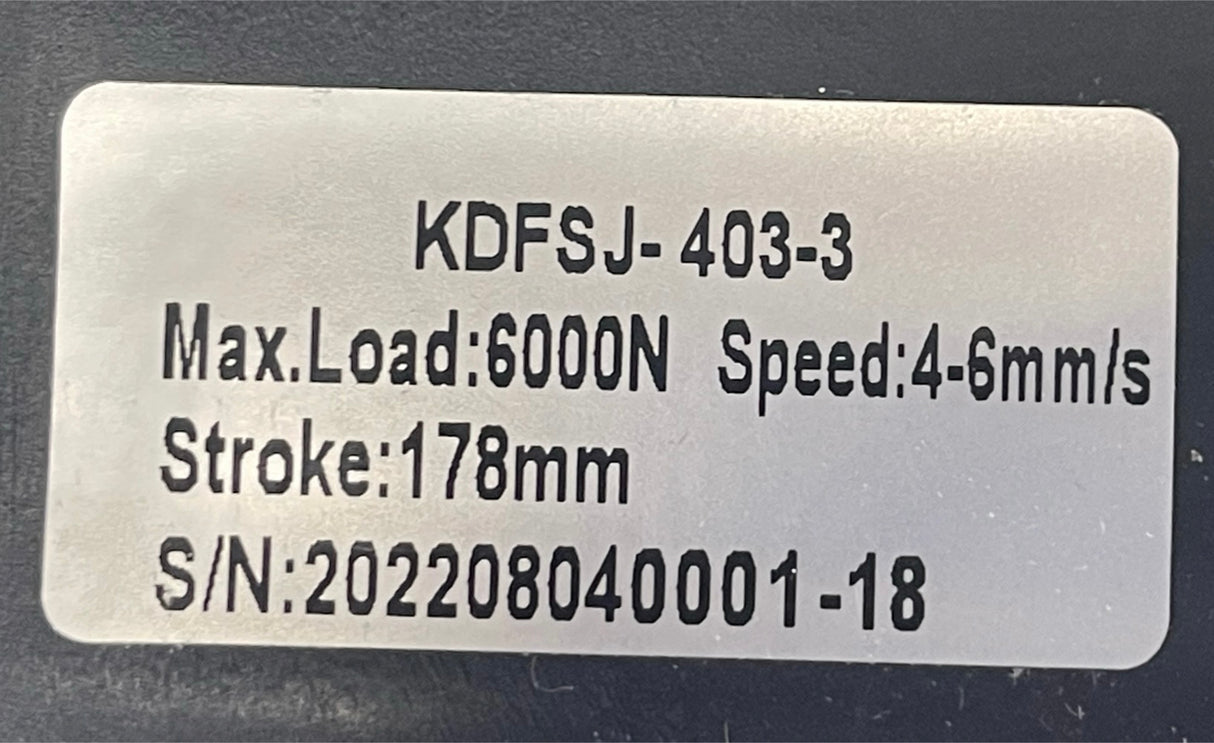 KDFSJ- 403-3
Max.Load:6000N Speed:4-6mm/s
Stroke:178mm
S/N:202208040001-18